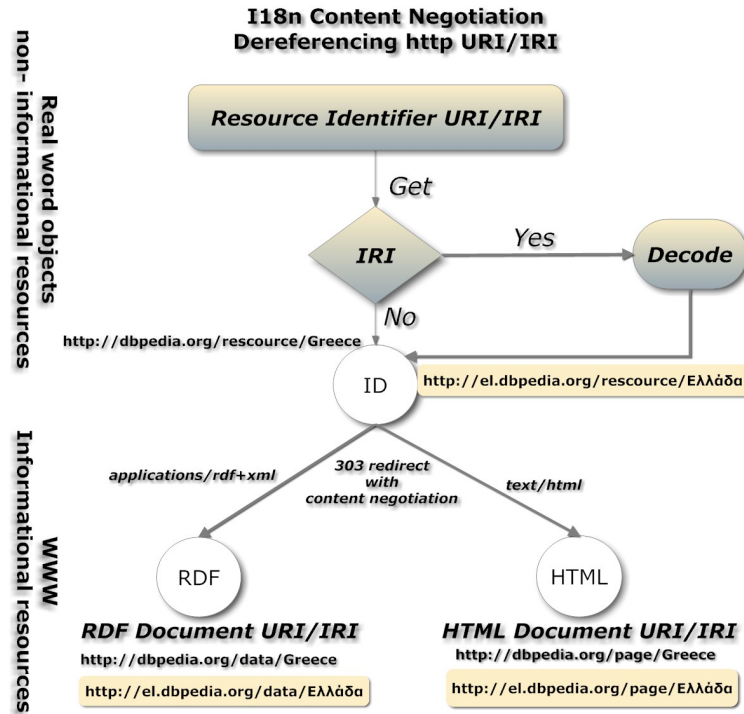 I18n Content Negotiation
Dereferencing http URI/IRI
Real word objects
non- informational resources
Resource Identifier URI/IRI
Get
IRI
Yes
Decode
No
http://dbpedia.org/rescource/Greece
ID
http://el.dbpedia.org/rescource/Ελλάδα
WWW
Informational resources
applications/rdf+xml
303 redirect
with
content negotiation
text/html
RDF
HTML
RDF Document URI/IRI
http://dbpedia.org/data/Greece
http://el.dbpedia.org/data/Ελλάδα
HTML Document URI/IRI
http://dbpedia.org/page/Greece
http://el.dbpedia.org/page/Ελλάδα